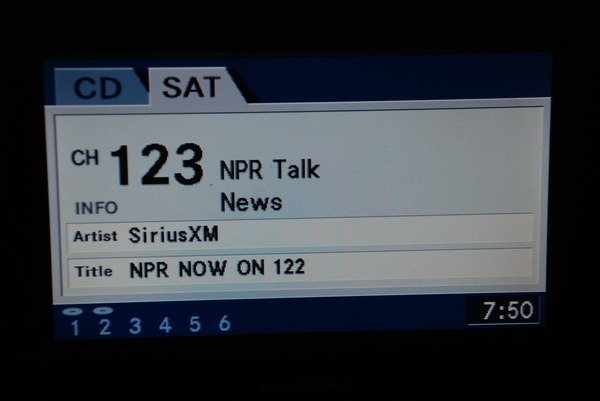 CD SAT
CH 123 NPR Talk
INFO News
Artist SiriusXM
Title NPR NOW ON 122
1 2 3 4 5 6 7:50